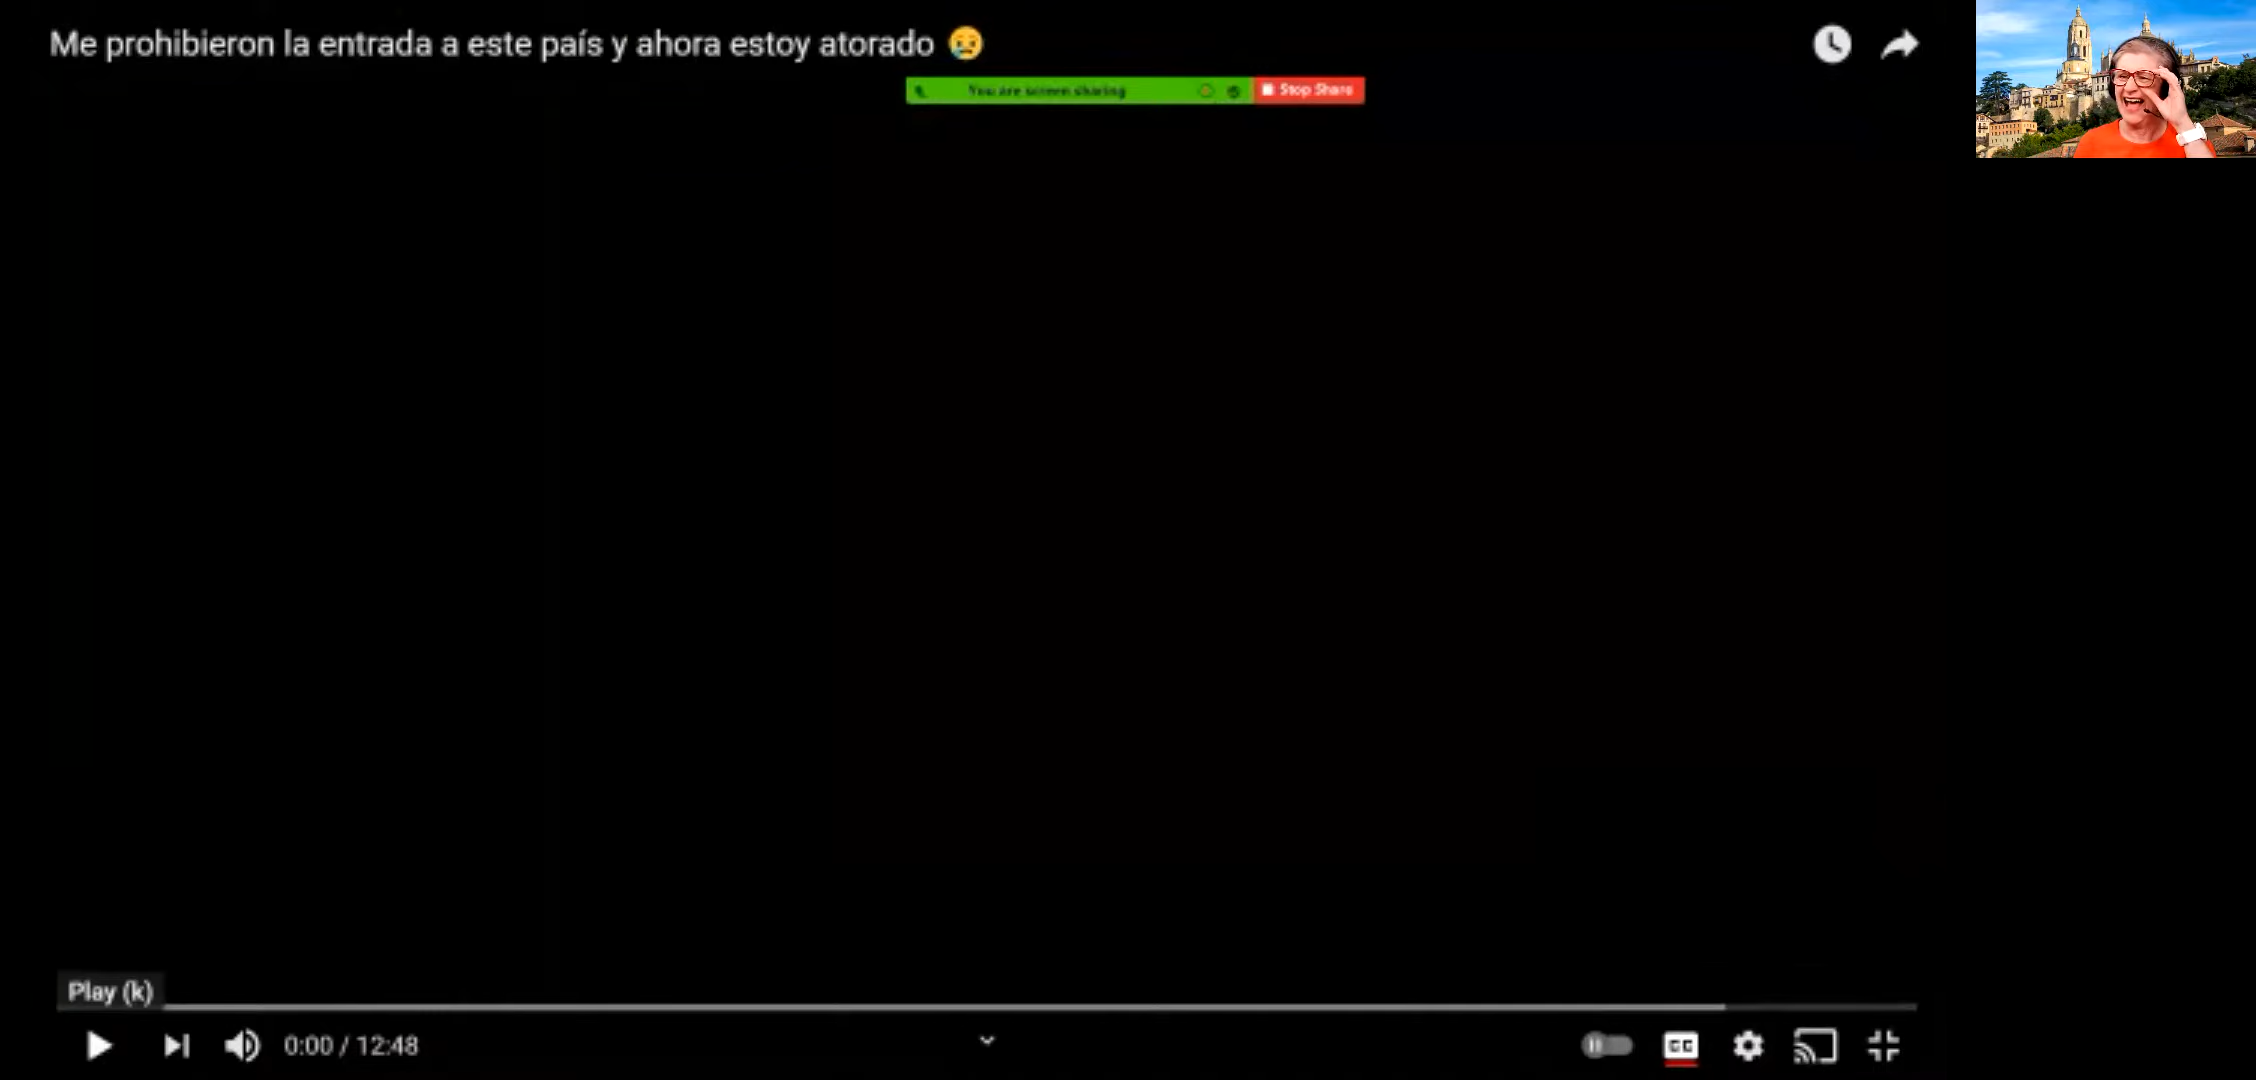 Me prohibieron la entrada a este país y ahora estoy atorado 😥
You are screen sharing
Stop Share
Play (k)
0:00 / 12:48
CC